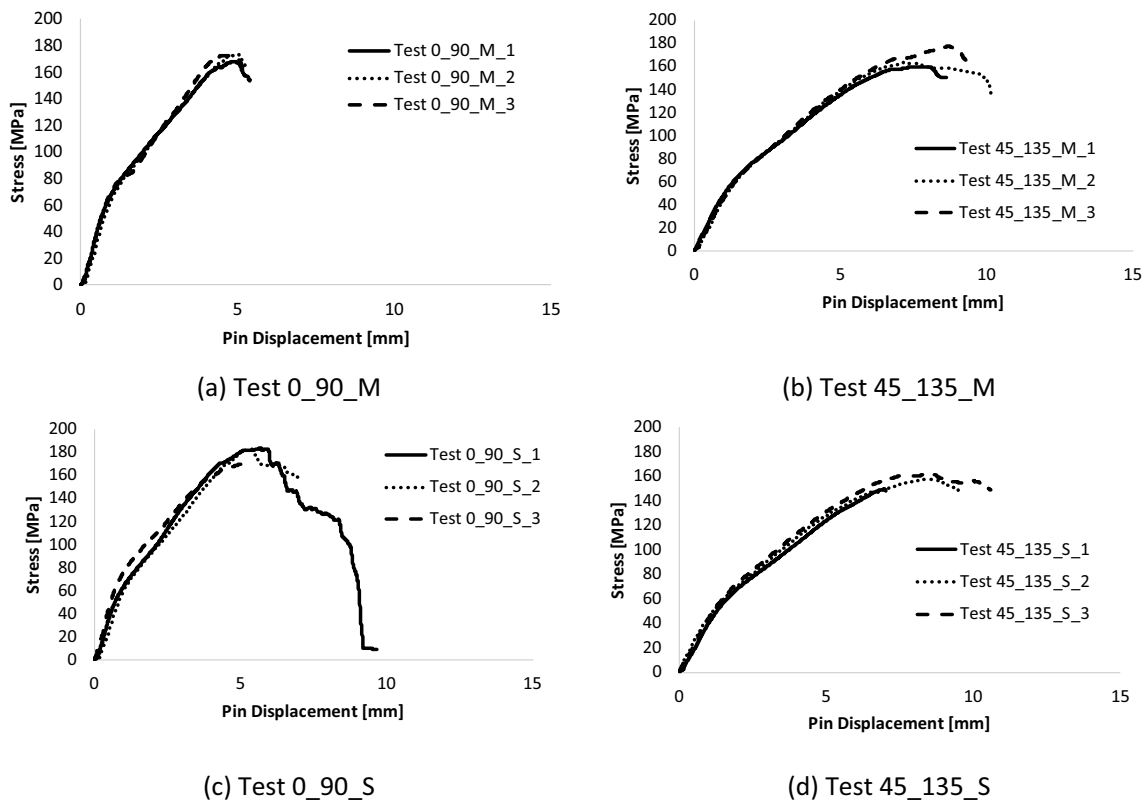 200
180
160
140
120
100
80
60
40
20
0
Stress [MPa]
0 5 10 15
Pin Displacement [mm]
Test 0_90_M_1
Test 0_90_M_2
Test 0_90_M_3
(a) Test 0_90_M
200
180
160
140
120
100
80
60
40
20
0
Stress [MPa]
0 5 10 15
Pin Displacement [mm]
Test 45_135_M_1
Test 45_135_M_2
Test 45_135_M_3
(b) Test 45_135_M
200
180
160
140
120
100
80
60
40
20
0
Stress [MPa]
0 5 10 15
Pin Displacement [mm]
Test 0_90_S_1
Test 0_90_S_2
Test 0_90_S_3
(c) Test 0_90_S
200
180
160
140
120
100
80
60
40
20
0
Stress [MPa]
0 5 10 15
Pin Displacement [mm]
Test 45_135_S_1
Test 45_135_S_2
Test 45_135_S_3
(d) Test 45_135_S